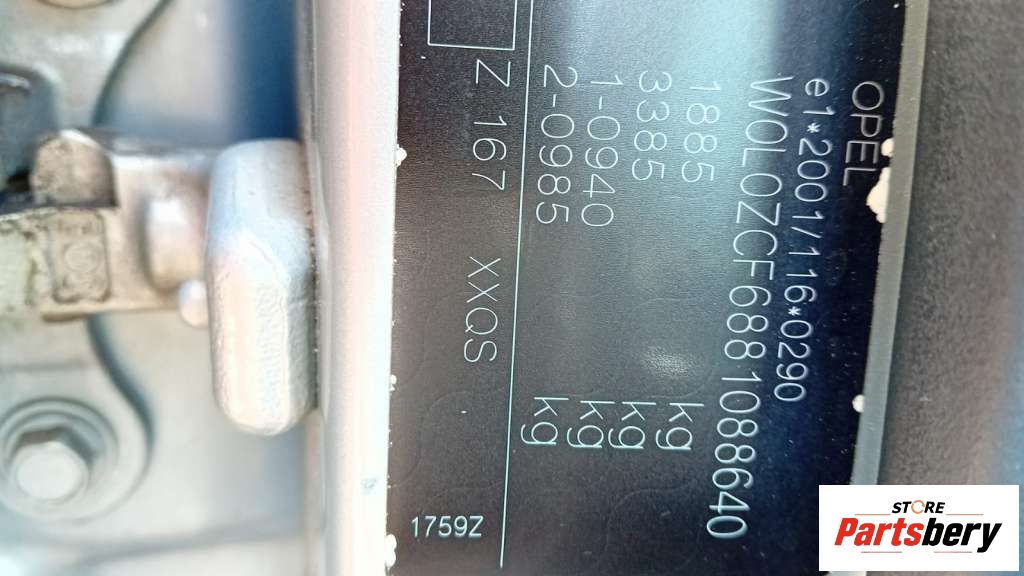 OPEL
e1*2001/116*0290
W0L0ZCF6881088640
1885 kg
3385 kg
1-0940 kg
2-0985 kg
Z 167 XXQS
1759Z
STORE
Partsbery